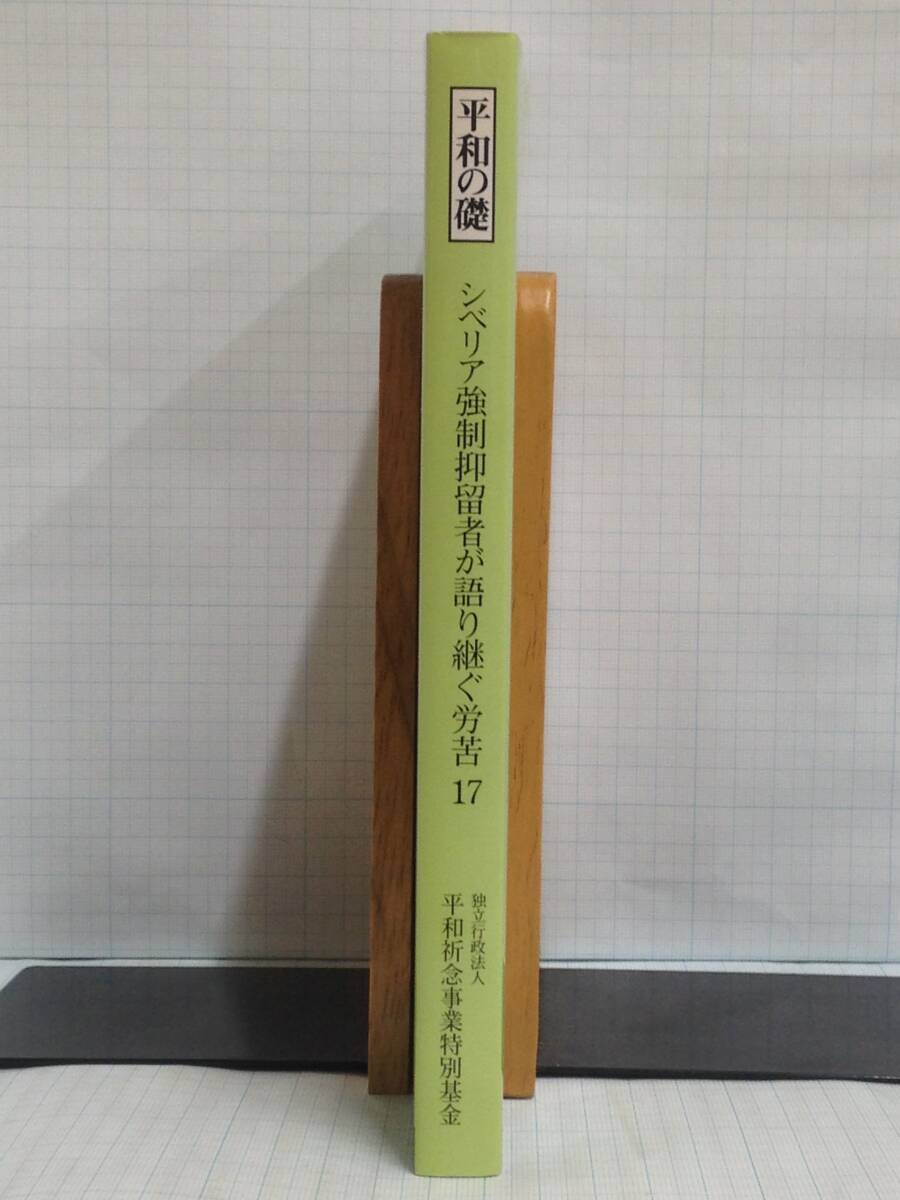 平和の礎
シベリア強制抑留者が語り継ぐ労苦 17
独立行政法人
平和祈念事業特別基金